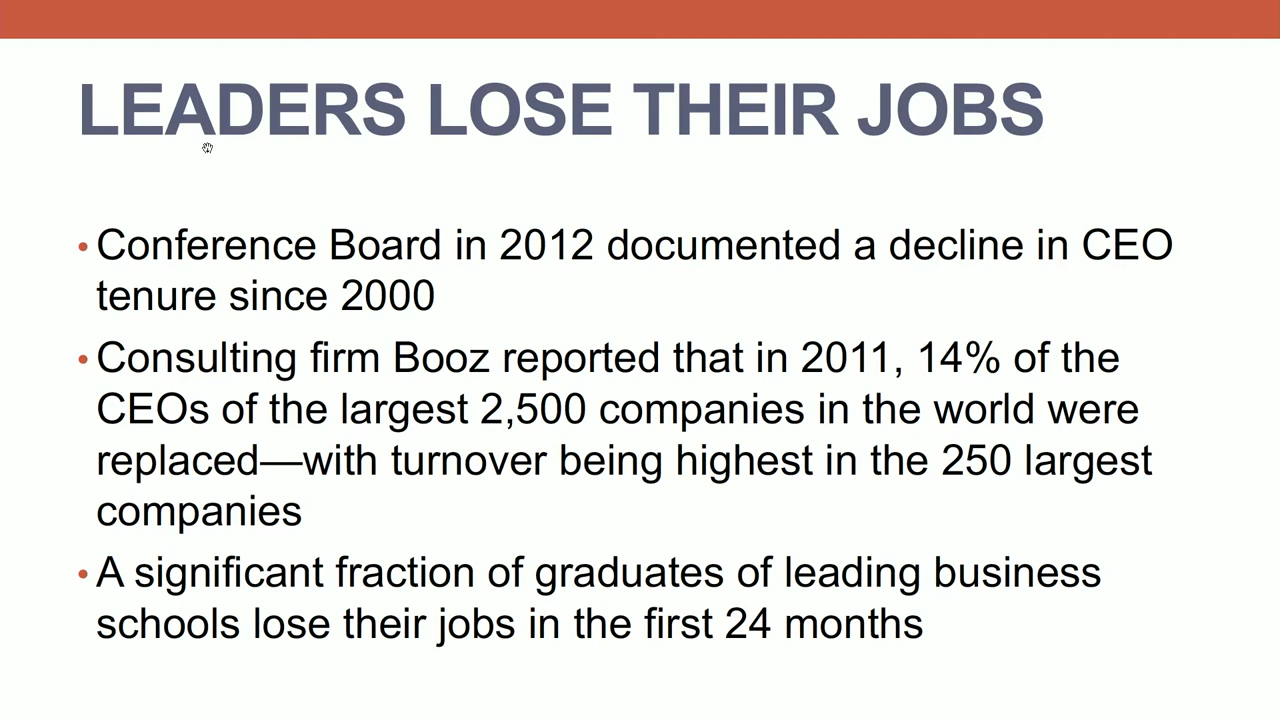 LEADERS LOSE THEIR JOBS
• Conference Board in 2012 documented a decline in CEO
tenure since 2000
• Consulting firm Booz reported that in 2011, 14% of the
CEOs of the largest 2,500 companies in the world were
replaced—with turnover being highest in the 250 largest
companies
• A significant fraction of graduates of leading business
schools lose their jobs in the first 24 months